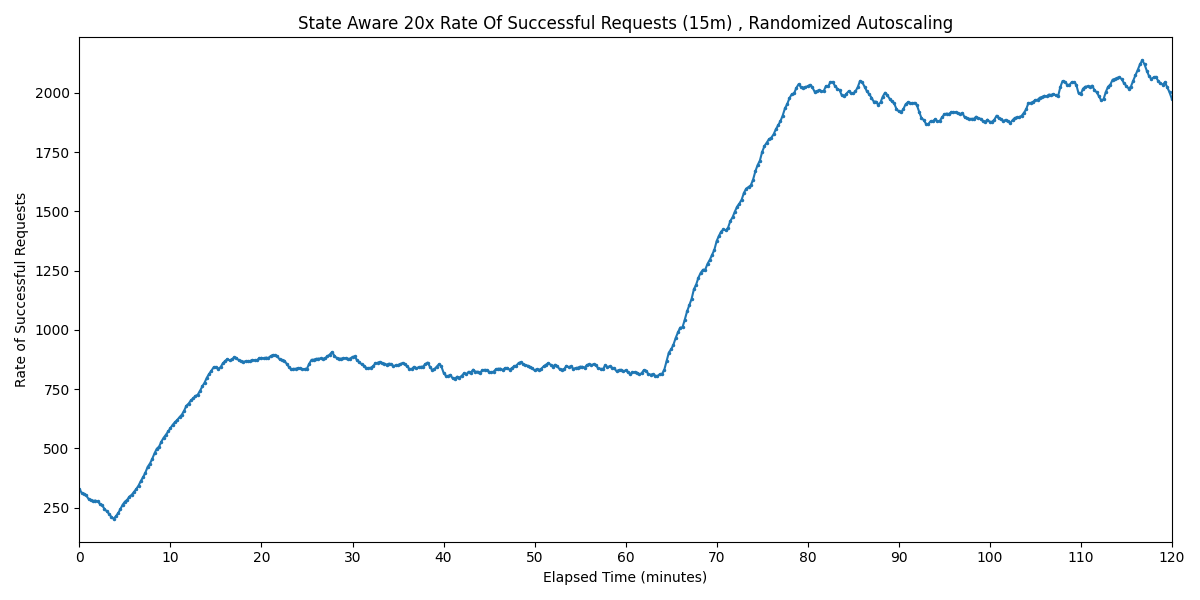 State Aware 20x Rate Of Successful Requests (15m) , Randomized Autoscaling
Rate of Successful Requests
2000
1750
1500
1250
1000
750
500
250
0 10 20 30 40 50 60 70 80 90 100 110 120
Elapsed Time (minutes)